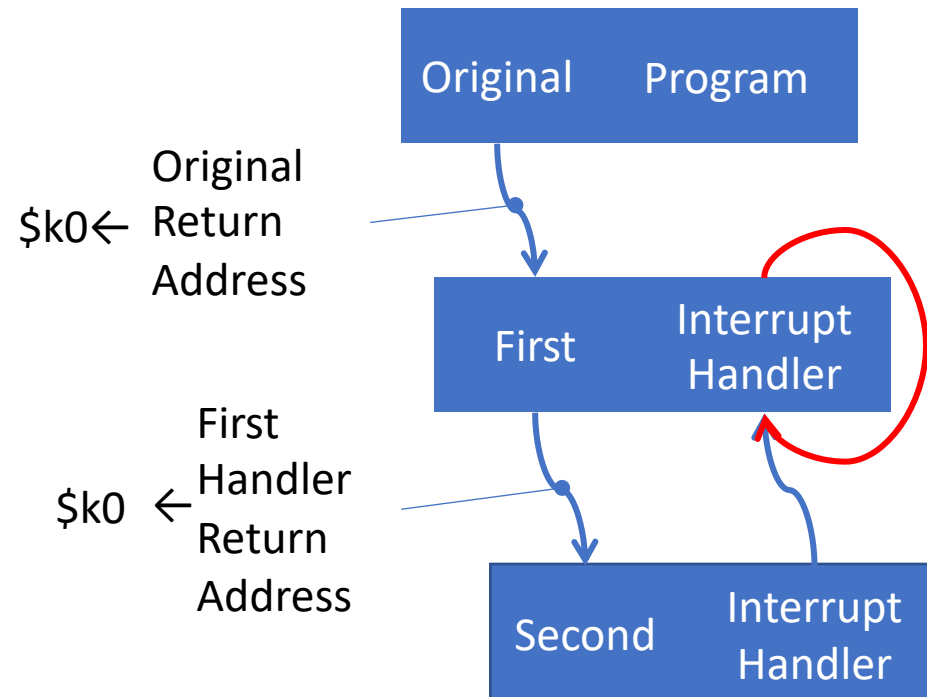 Original Program
Original
$k0← Return
Address
First Interrupt
Handler
First
Handler
$k0 ← Return
Address
Second Interrupt
Handler